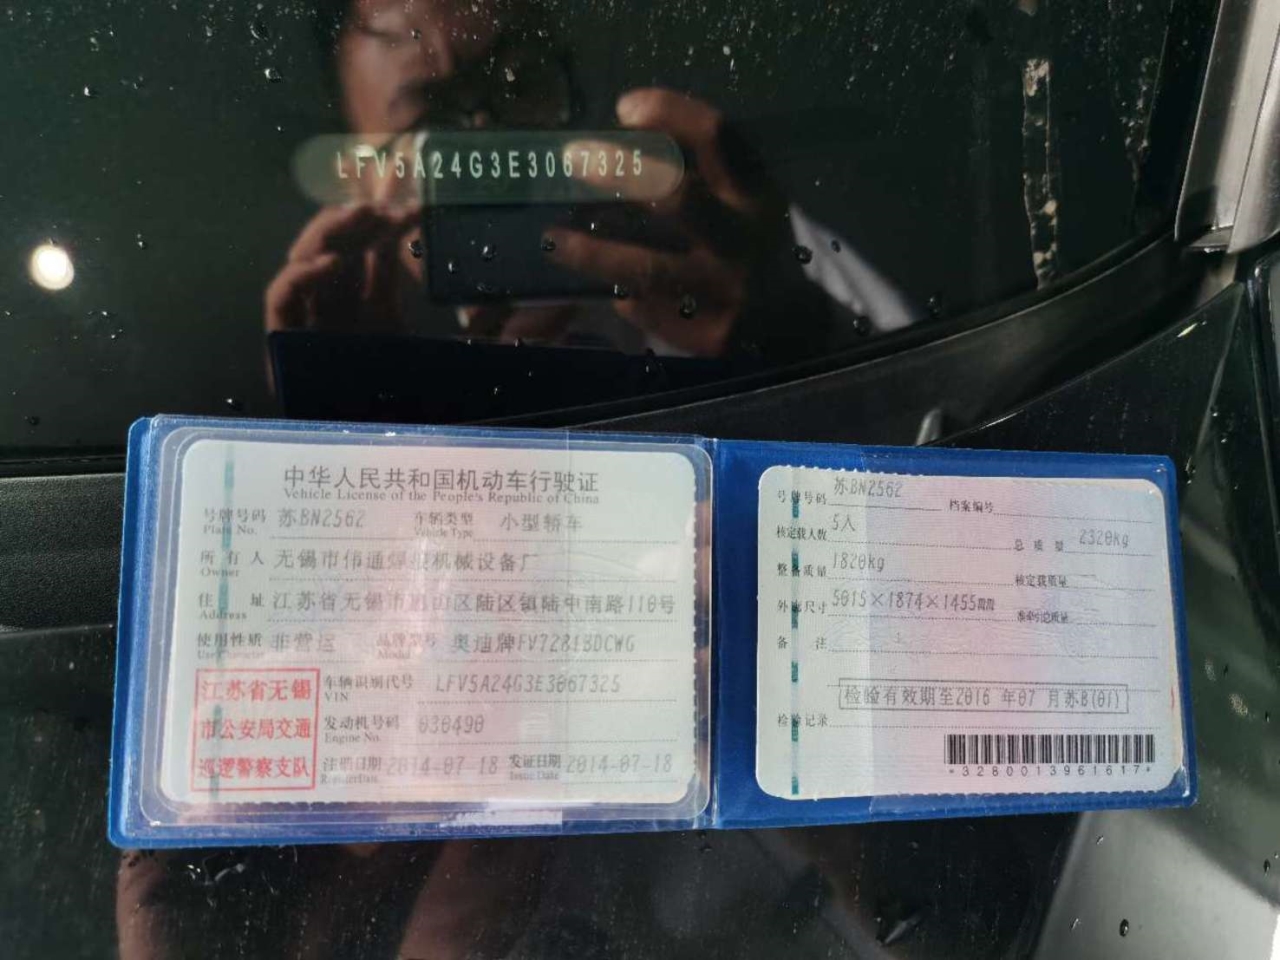 LFV5A24G3E3067325
中华人民共和国机动车行驶证
Vehicle License of the People's Republic of China
号牌号码 苏BN2562 车辆类型 小型轿车
Plate No. Vehicle Type
所有人 无锡市伟通焊接机械设备厂
Owner
住址 江苏省无锡市惠山区陆区镇陆中南路110号
Address
使用性质 非营运 品牌型号 奥迪牌FV7281BDCWG
Use Character Model
江苏省无锡
市公安局交通
巡逻警察支队
车辆识别代号 LFV5A24G3E3067325
VIN
发动机号码 030490
Engine No.
注册日期 2014-07-18 发证日期 2014-07-18
Register Date Issue Date
号牌号码 苏BN2562 档案编号
核定载人数 5人 总质量 2320kg
整备质量 1820kg 核定载质量
外廓尺寸 5015×1874×1455mm 准牵引总质量
备注
检验有效期至2016 年07 月苏B(01)
检验记录
*3280013961617*